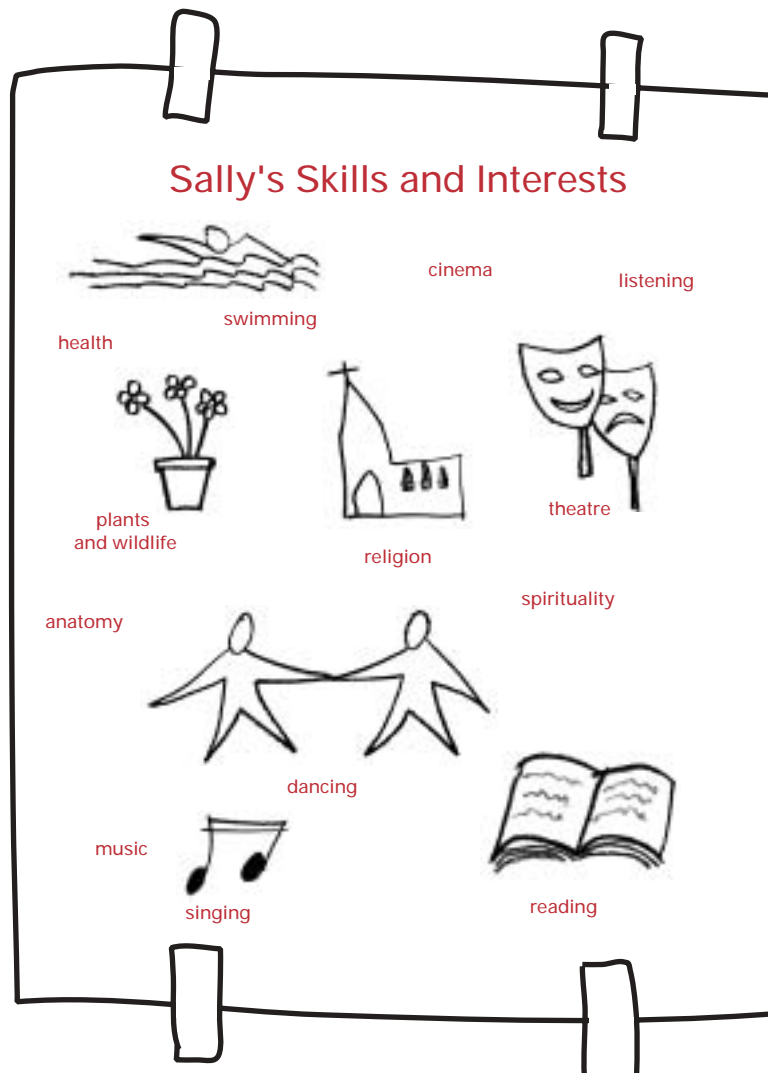 Sally's Skills and Interests
cinema
listening
swimming
health
theatre
plants
and wildlife
religion
spirituality
anatomy
dancing
music
reading
singing